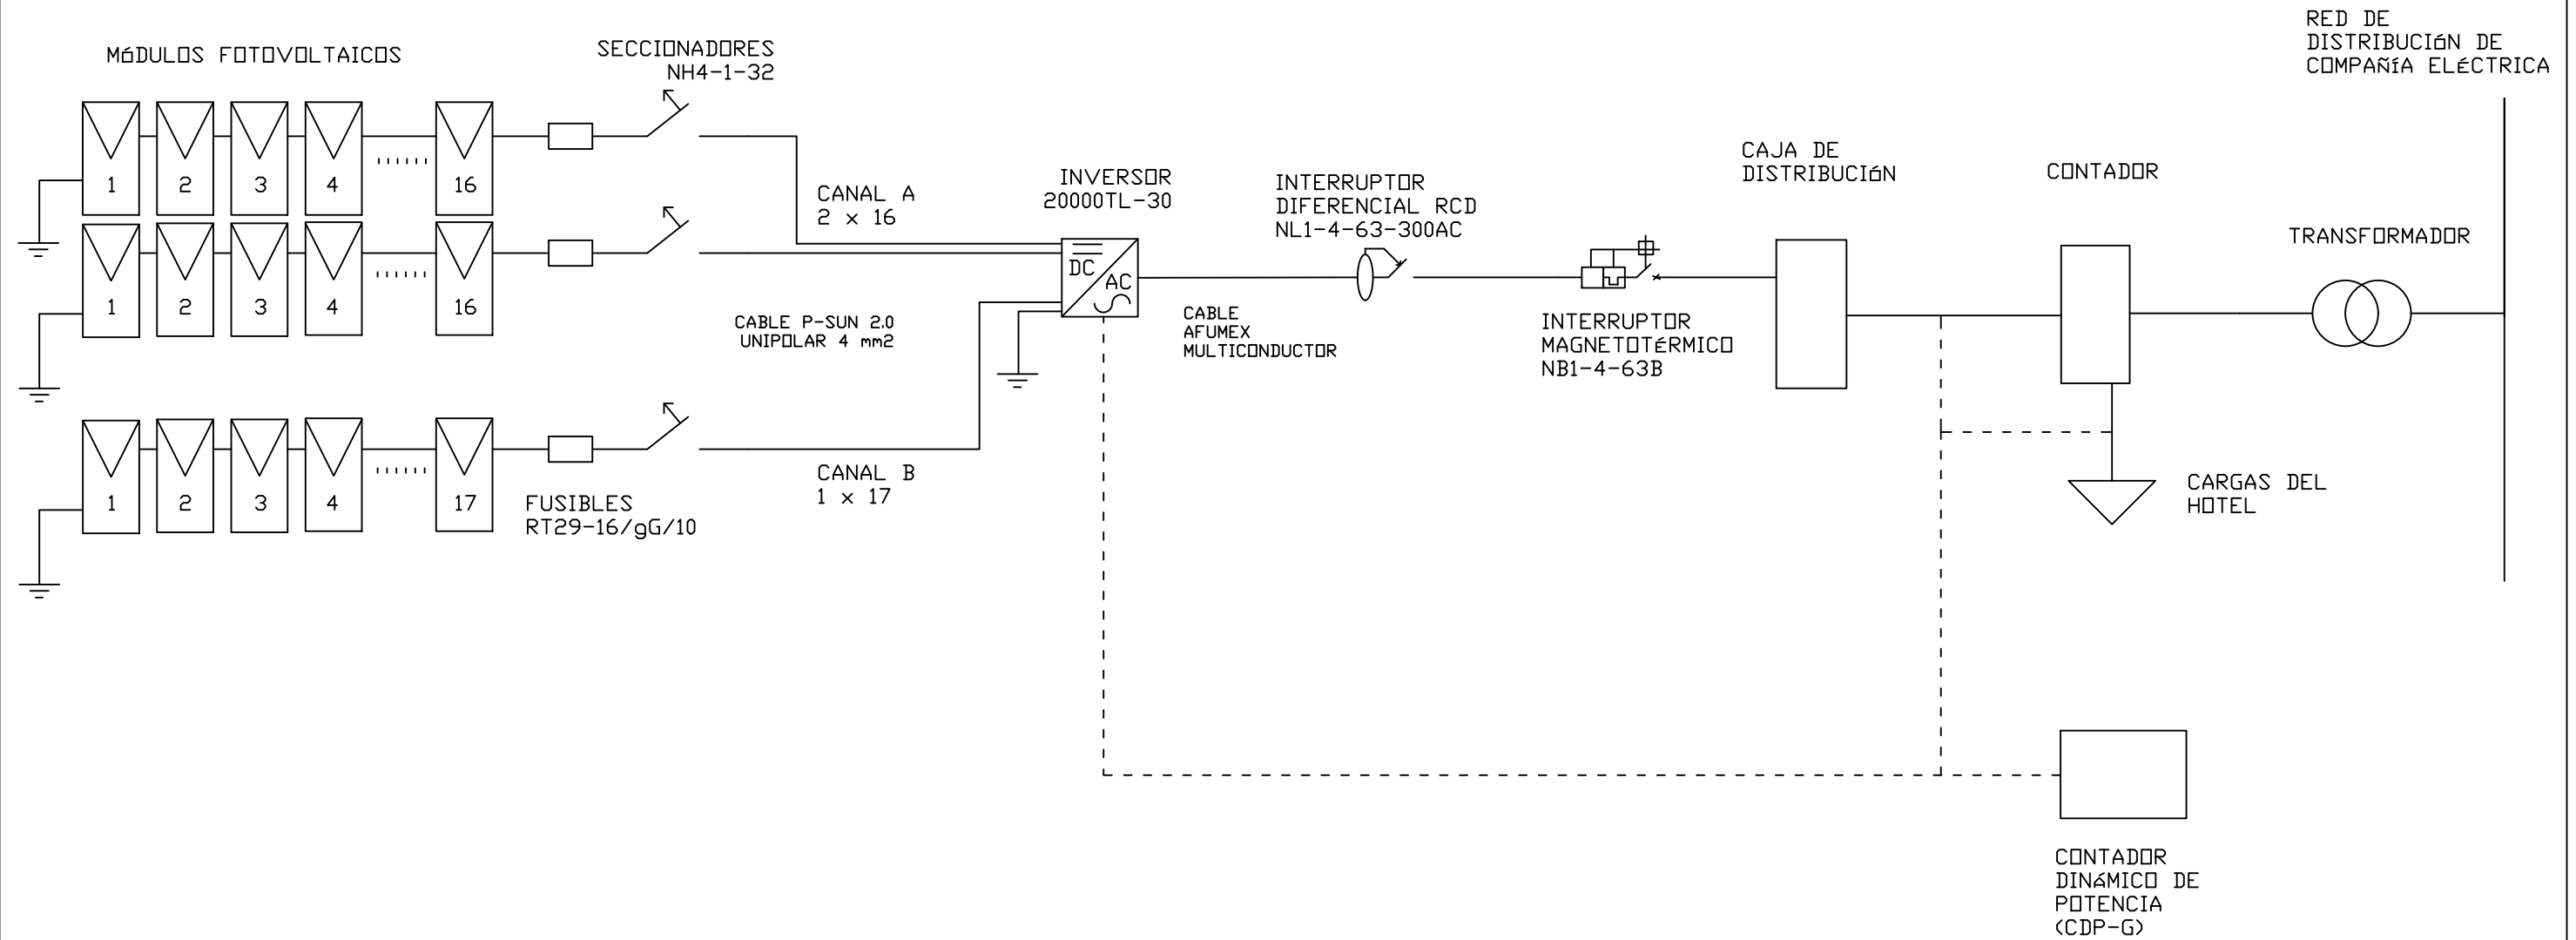 MóDULOS FOTOVOLTAICOS
SECCIONADORES
NH4-1-32
RED DE
DISTRIBUCIóN DE
COMPAÑÍA ELÉCTRICA
1
2
3
4
16
CANAL A
2 x 16
INVERSOR
20000TL-30
INTERRUPTOR
DIFERENCIAL RCD
NL1-4-63-300AC
CAJA DE
DISTRIBUCIóN
CONTADOR
TRANSFORMADOR
1
2
3
4
16
DC
AC
CABLE P-SUN 2.0
UNIPOLAR 4 mm2
CABLE
AFUMEX
MULTICONDUCTOR
INTERRUPTOR
MAGNETOTÉRMICO
NB1-4-63B
1
2
3
4
17
FUSIBLES
RT29-16/gG/10
CANAL B
1 x 17
CARGAS DEL
HOTEL
CONTADOR
DINáMICO DE
POTENCIA
(CDP-G)